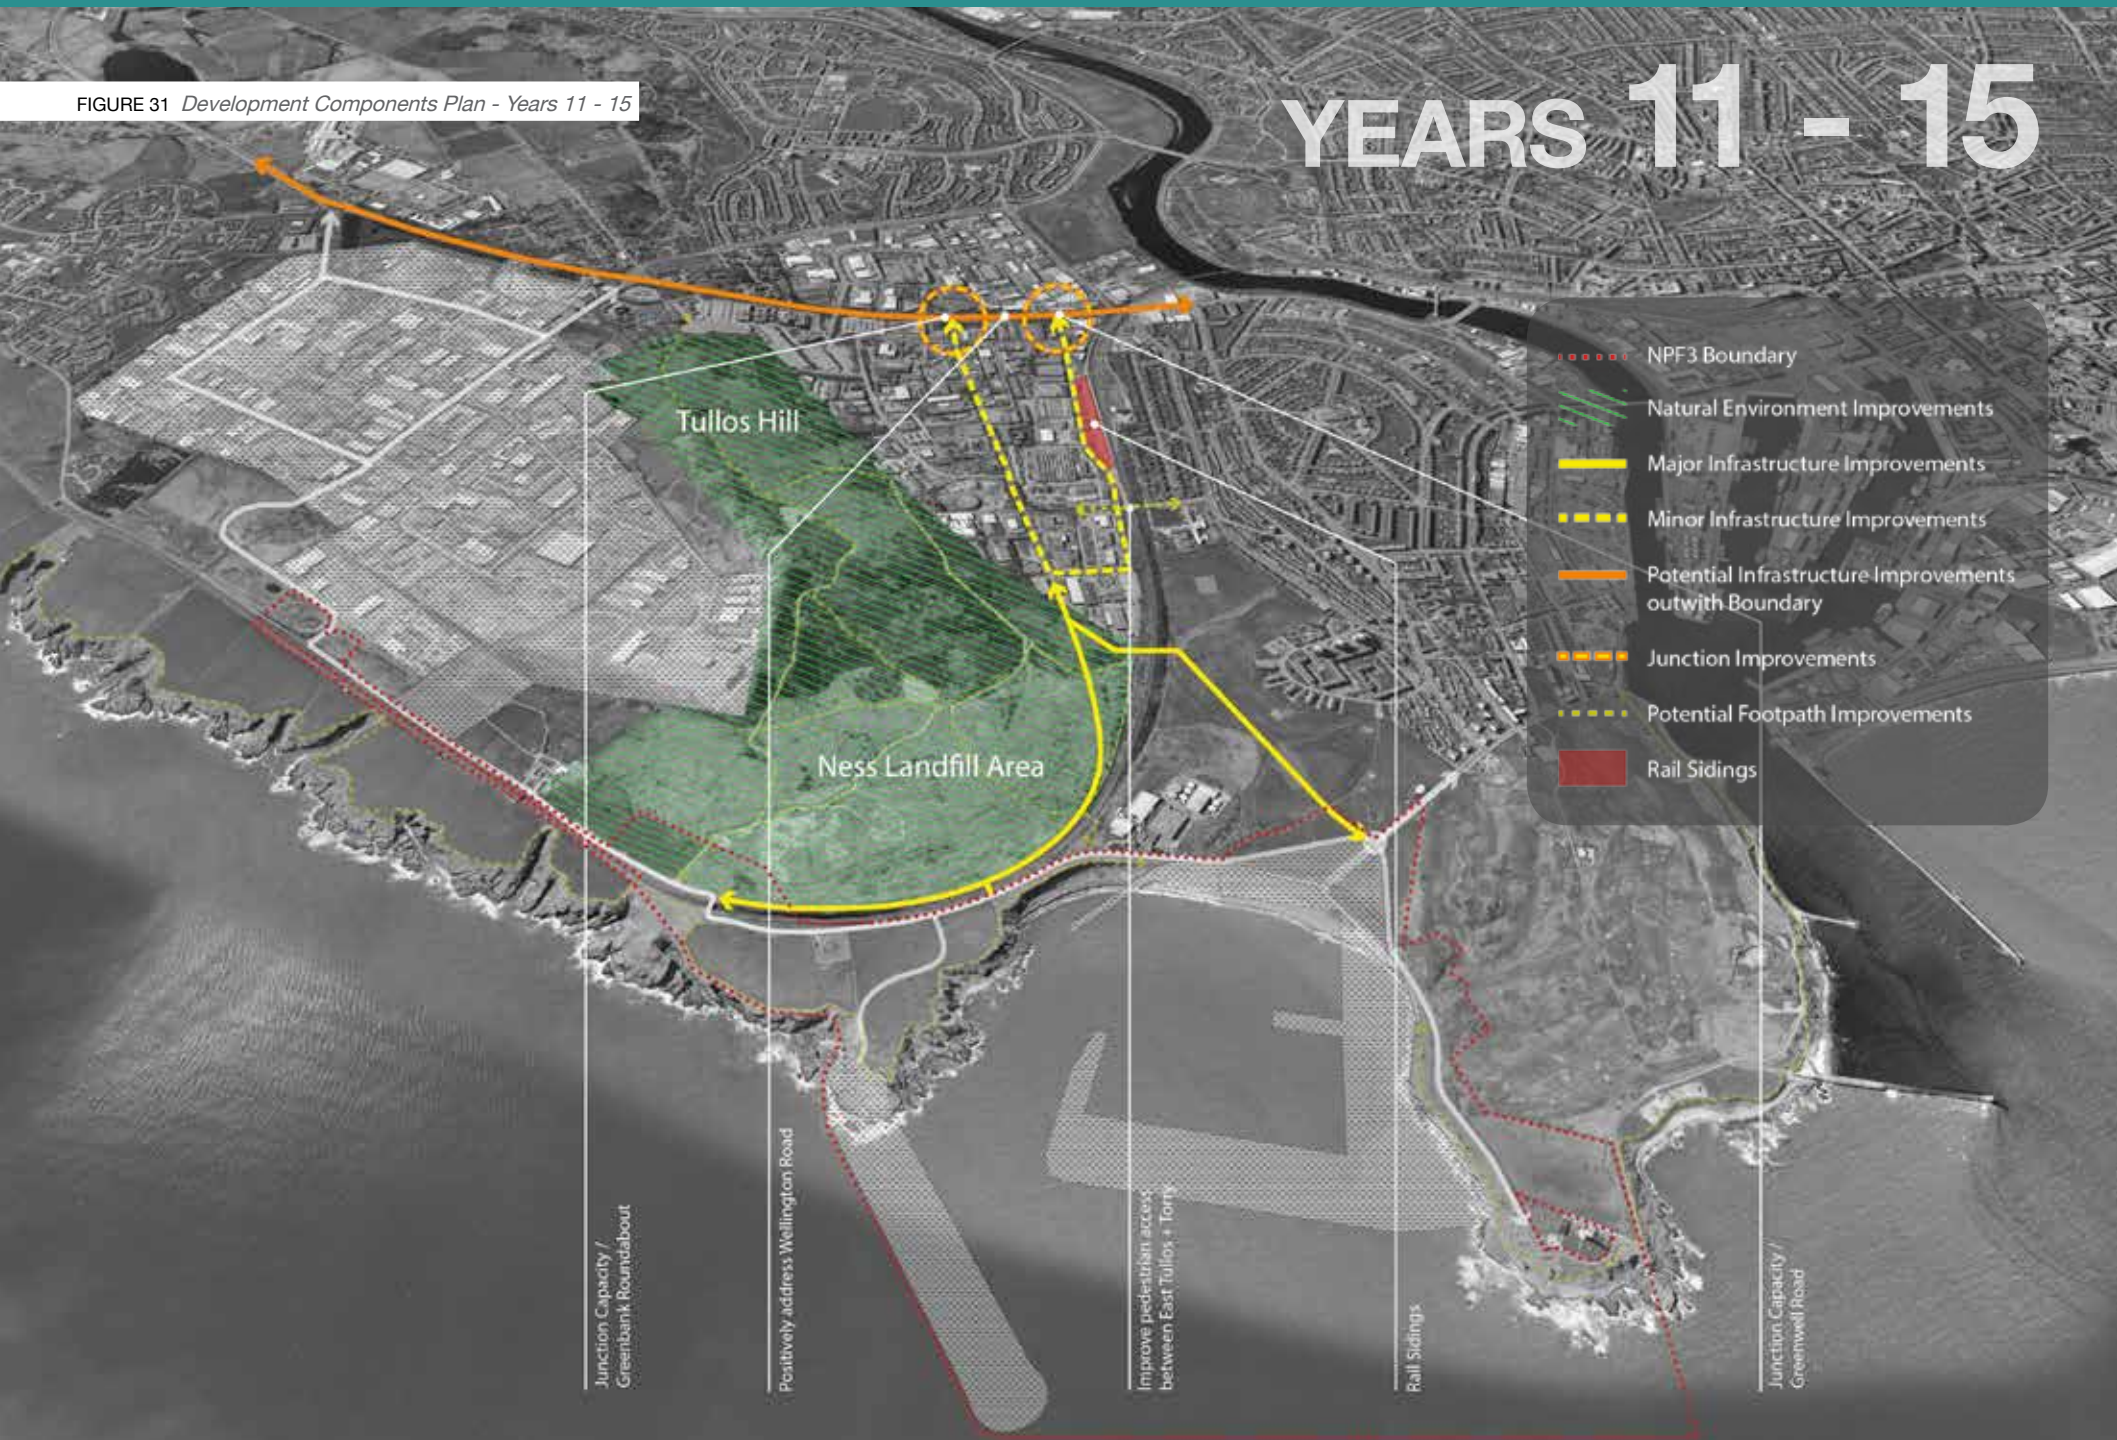 FIGURE 31 Development Components Plan - Years 11 - 15
YEARS 11 - 15
NPF3 Boundary
Natural Environment Improvements
Major Infrastructure Improvements
Minor Infrastructure Improvements
Potential Infrastructure Improvements
outwith Boundary
Junction Improvements
Potential Footpath Improvements
Rail Sidings
Tullos Hill
Ness Landfill Area
Junction Capacity /
Greenbank Roundabout
Positively address Wellington Road
Improve pedestrian access
between East Tullos + Torry
Rail Sidings
Junction Capacity /
Greenwell Road